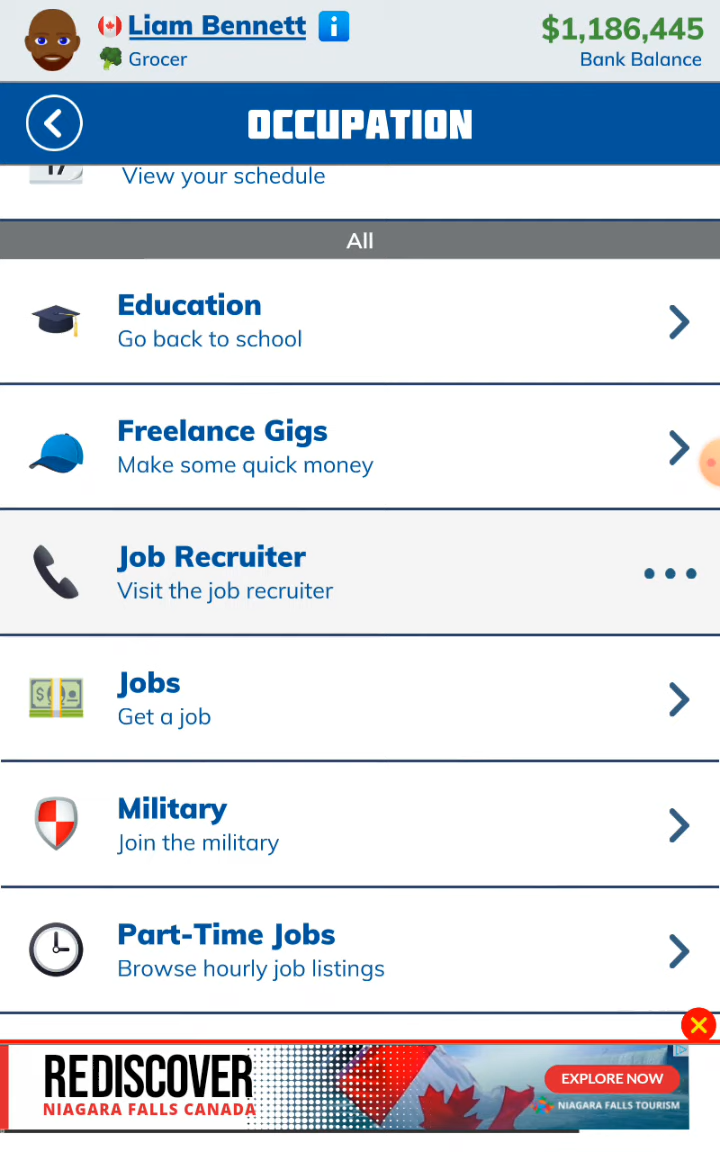 Liam Bennett
$1,186,445
Grocer
Bank Balance
OCCUPATION
17
View your schedule
All
Education
Go back to school
Freelance Gigs
Make some quick money
Job Recruiter
Visit the job recruiter
Jobs
Get a job
Military
Join the military
Part-Time Jobs
Browse hourly job listings
REDISCOVER
NIAGARA FALLS CANADA
EXPLORE NOW
NIAGARA FALLS TOURISM